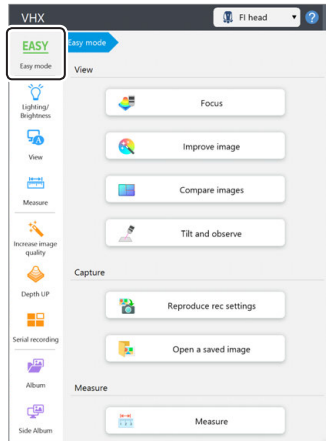 VHX
FI head
?
EASY
Easy mode
Easy mode
View
Lighting/
Brightness
Focus
Improve image
View
Compare images
Measure
Tilt and observe
Increase image
quality
Capture
Depth UP
Reproduce rec settings
Serial recording
Open a saved image
Album
Measure
Side Album
Measure